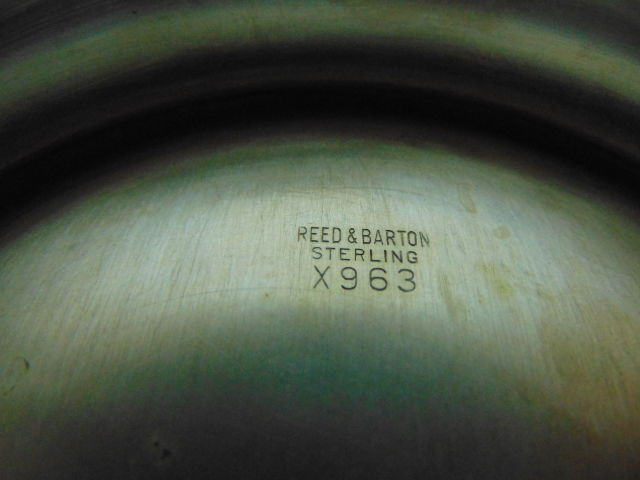 REED & BARTON
STERLING
X963